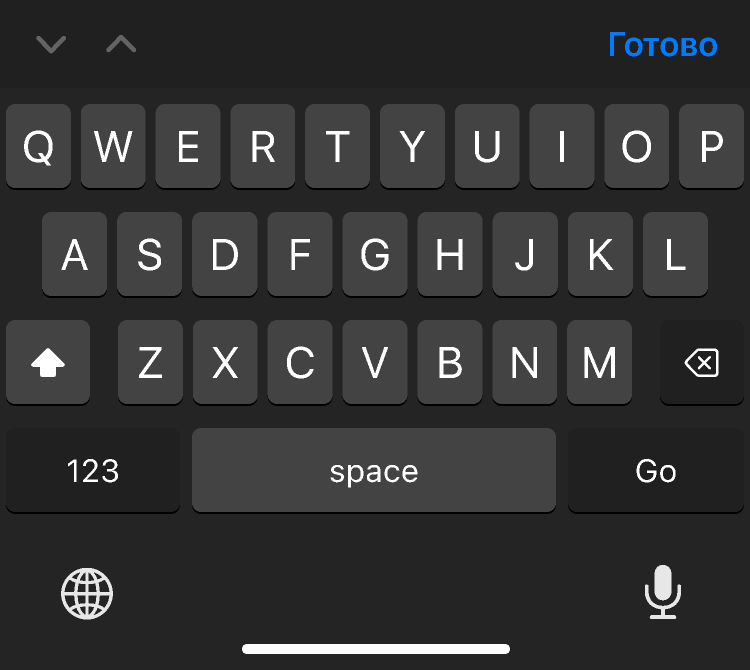 Готово
Q W E R T Y U I O P
A S D F G H J K L
Z X C V B N M
123 space Go